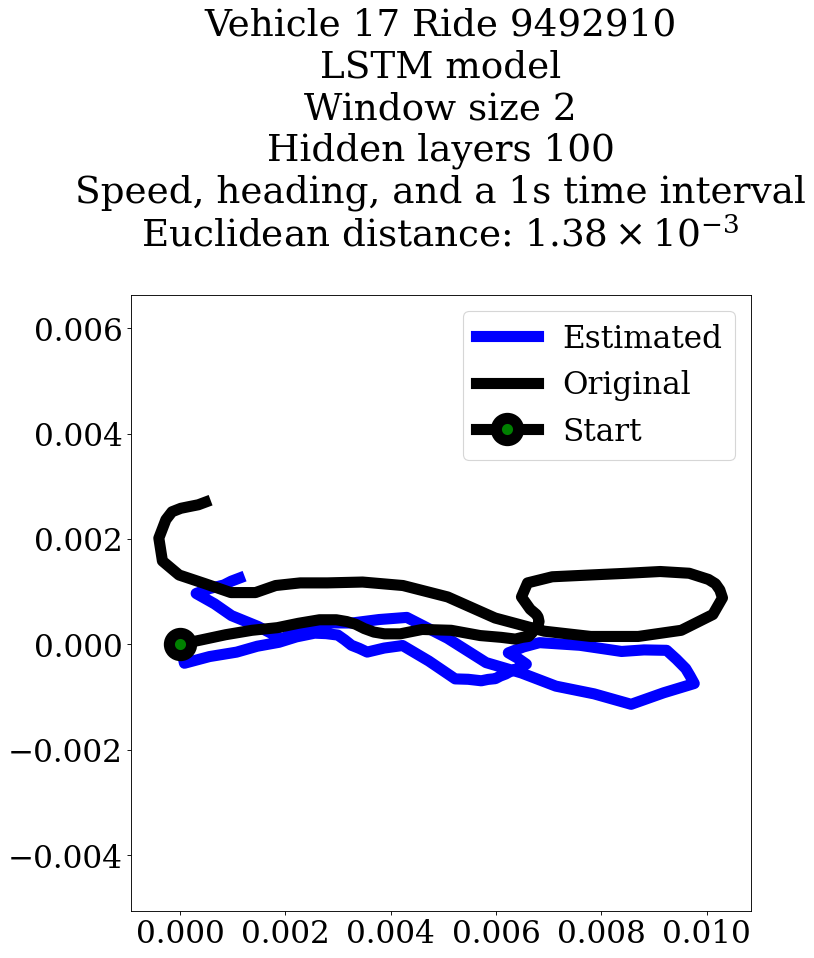 Vehicle 17 Ride 9492910
LSTM model
Window size 2
Hidden layers 100
Speed, heading, and a 1s time interval
Euclidean distance: 1.38 × 10⁻³
Estimated
Original
Start
0.006
0.004
0.002
0.000
−0.002
−0.004
0.000 0.002 0.004 0.006 0.008 0.010